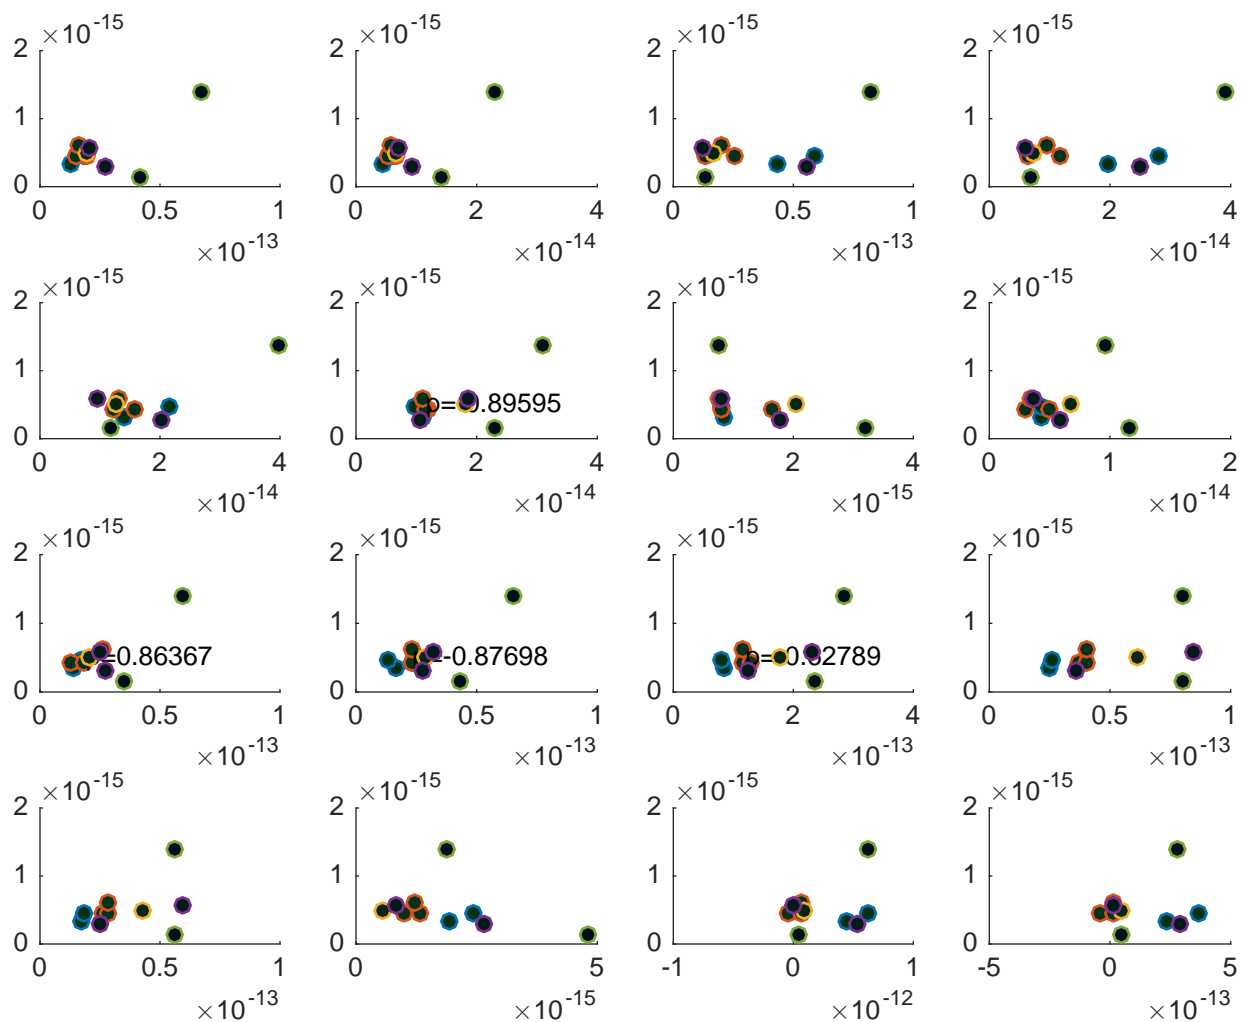 ×10-15 ×10-15 ×10-15 ×10-15
2 2 2 2
1 1 1 1
0 0 0 0
0 0.5 1 0 2 4 0 0.5 1 0 2 4
×10-13 ×10-14 ×10-13 ×10-14
×10-15 ×10-15 ×10-15 ×10-15
2 2 2 2
1 1 1 1
0.89595
0 0 0 0
0 2 4 0 2 4 0 2 4 0 1 2
×10-14 ×10-14 ×10-15 ×10-14
×10-15 ×10-15 ×10-15 ×10-15
2 2 2 2
1 1 1 1
=0.86367 =-0.87698
0 0 0 0
0 0.5 1 0 0.5 1 0 2 4 0 0.5 1
×10-13 ×10-13 ×10-13 ×10-13
×10-15 ×10-15 ×10-15 ×10-15
2 2 2 2
1 1 1 1
0 0 0 0
0 0.5 1 0 5 -1 0 1 -5 0 5
×10-13 ×10-15 ×10-12 ×10-13